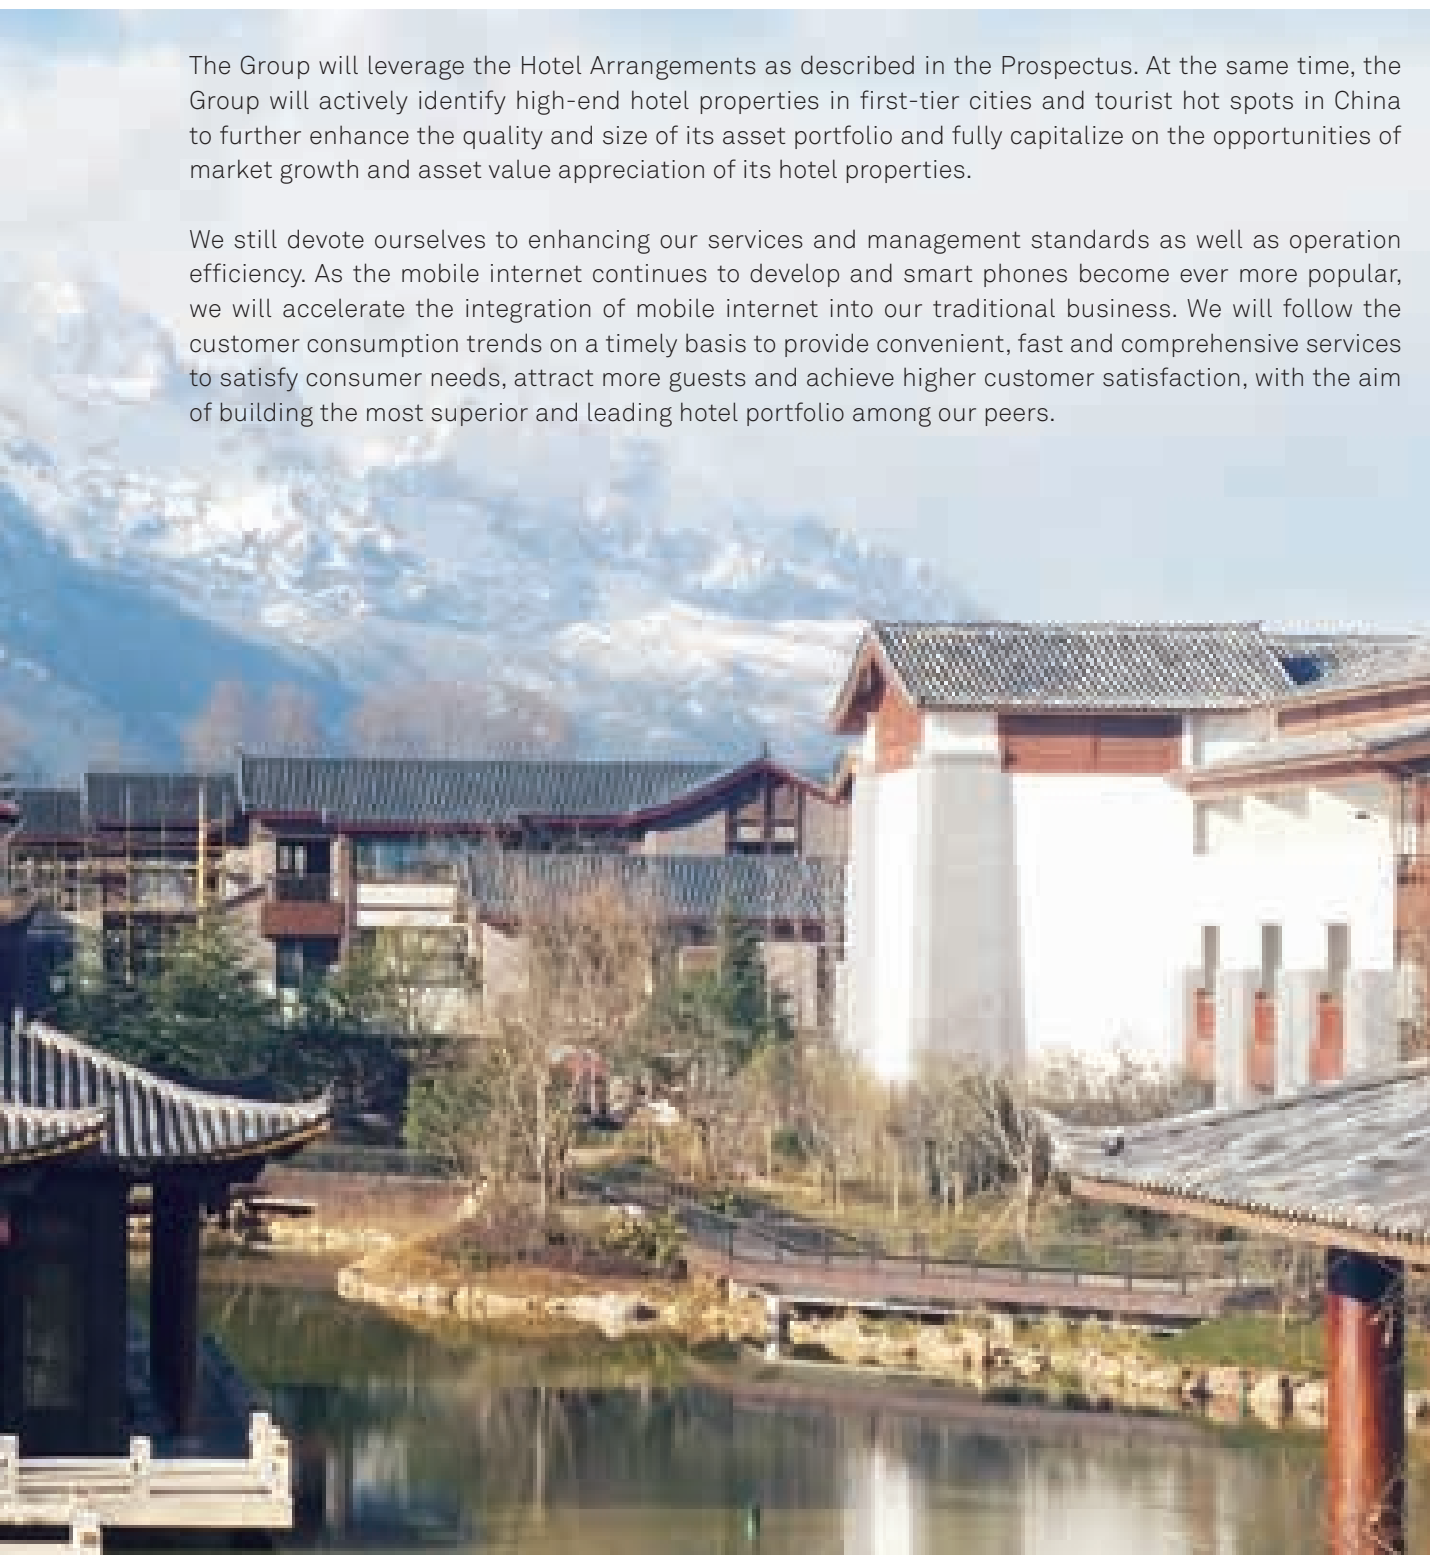 The Group will leverage the Hotel Arrangements as described in the Prospectus. At the same time, the
Group will actively identify high-end hotel properties in first-tier cities and tourist hot spots in China
to further enhance the quality and size of its asset portfolio and fully capitalize on the opportunities of
market growth and asset value appreciation of its hotel properties.
We still devote ourselves to enhancing our services and management standards as well as operation
efficiency. As the mobile internet continues to develop and smart phones become ever more popular,
we will accelerate the integration of mobile internet into our traditional business. We will follow the
customer consumption trends on a timely basis to provide convenient, fast and comprehensive services
to satisfy consumer needs, attract more guests and achieve higher customer satisfaction, with the aim
of building the most superior and leading hotel portfolio among our peers.